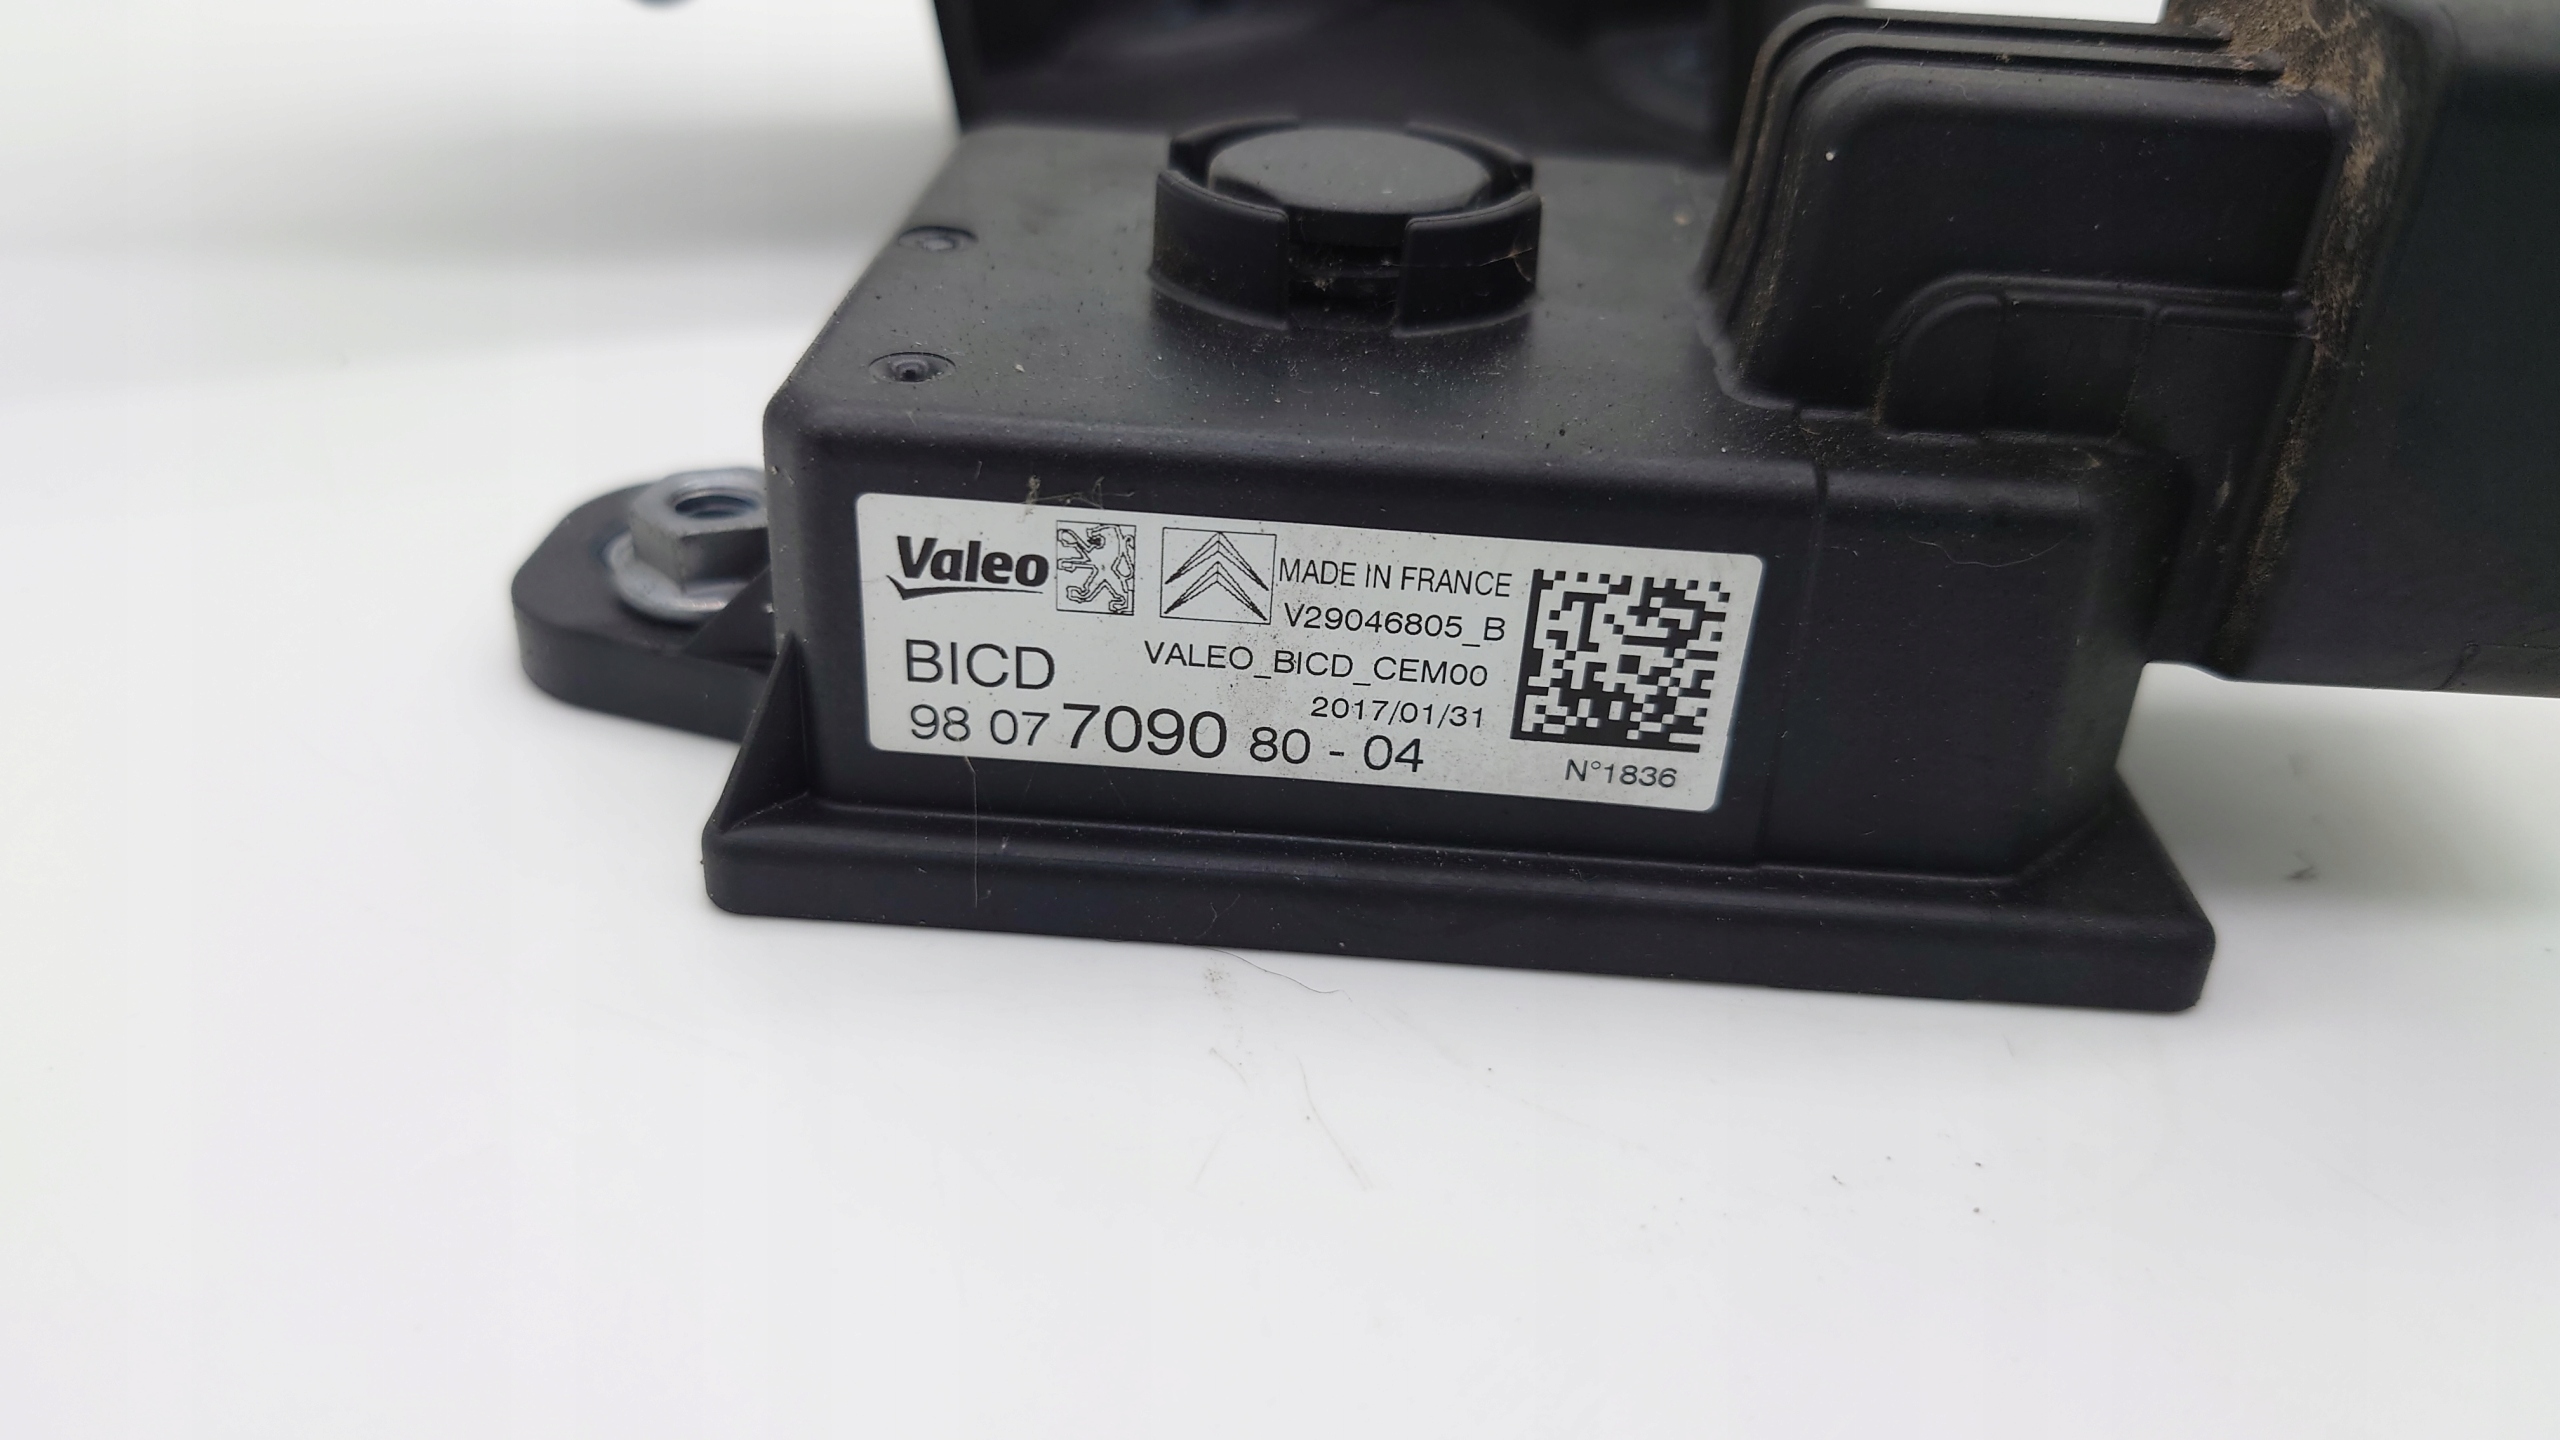 Valeo MADE IN FRANCE
V29046805_B
BICD VALEO_BICD_CEM00
2017/01/31
98 07 7090 80 - 04
N°1836